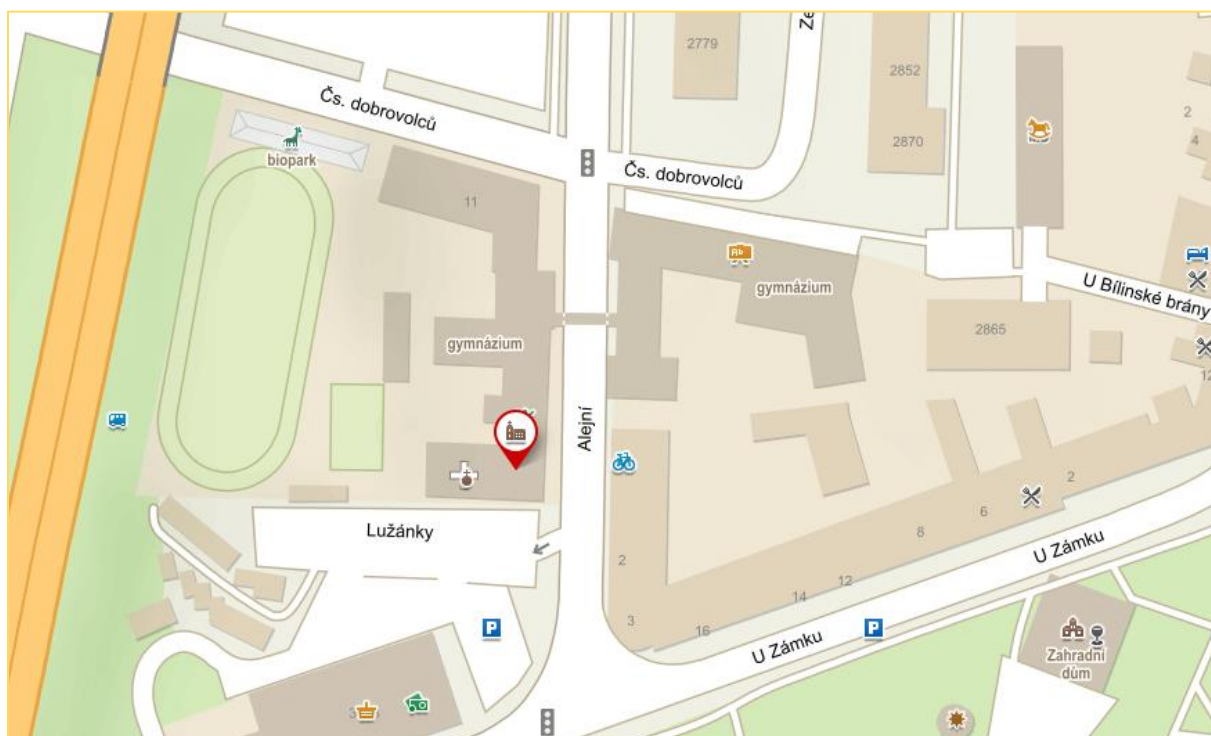 2779
2852
2
4
2870
Čs. dobrovolců
biopark
11
Čs. dobrovolců
gymnázium
gymnázium
U Bílinské brány
2865
12
Alejní
2
6
8
Lužánky
U Zámku
2
12
14
3
16
P
P
U Zámku
Zahradní
dům